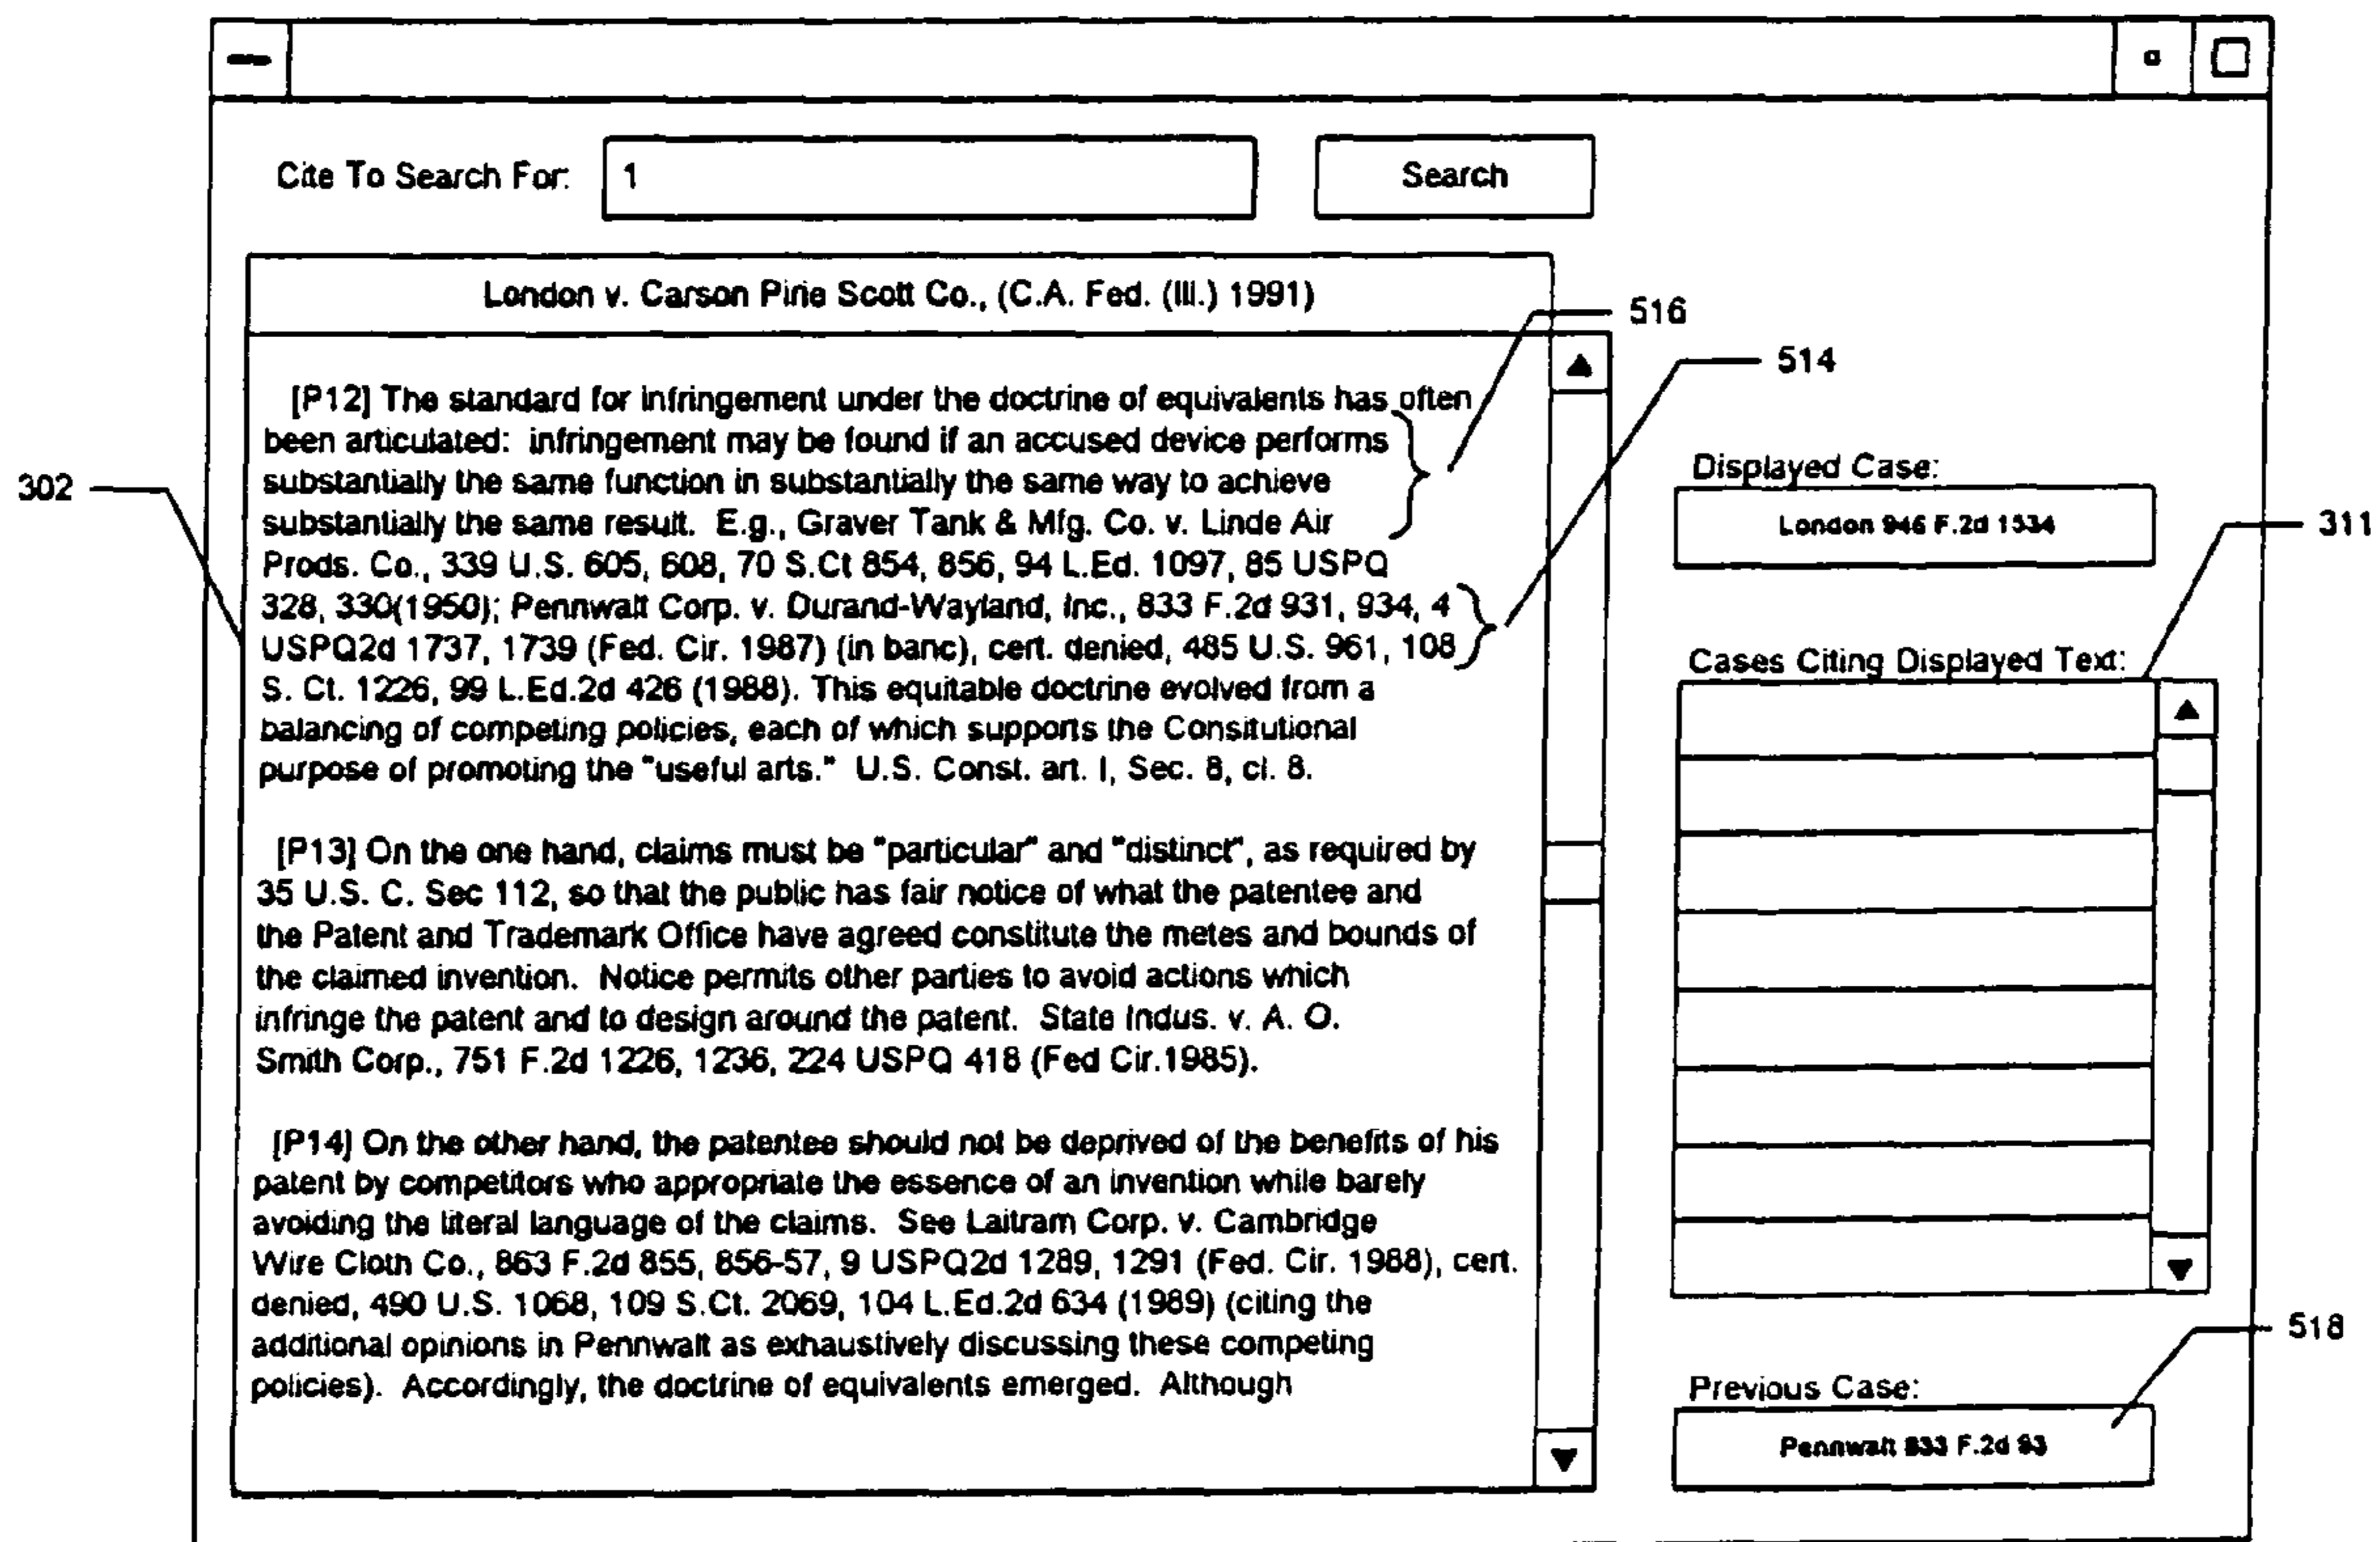 Cite To Search For: 1 Search
London v. Carson Pirie Scott Co., (C.A. Fed. (Ill.) 1991)
516
514
[P12] The standard for infringement under the doctrine of equivalents has often
been articulated: infringement may be found if an accused device performs
substantially the same function in substantially the same way to achieve
substantially the same result. E.g., Graver Tank & Mfg. Co. v. Linde Air
Prods. Co., 339 U.S. 605, 608, 70 S.Ct 854, 856, 94 L.Ed. 1097, 85 USPQ
328, 330(1950); Pennwalt Corp. v. Durand-Wayland, Inc., 833 F.2d 931, 934, 4
USPQ2d 1737, 1739 (Fed. Cir. 1987) (in banc), cert. denied, 485 U.S. 961, 108
S. Ct. 1226, 99 L.Ed.2d 426 (1988). This equitable doctrine evolved from a
balancing of competing policies, each of which supports the Consitutional
purpose of promoting the "useful arts." U.S. Const. art. I, Sec. 8, cl. 8.
[P13] On the one hand, claims must be "particular" and "distinct", as required by
35 U.S. C. Sec 112, so that the public has fair notice of what the patentee and
the Patent and Trademark Office have agreed constitute the metes and bounds of
the claimed invention. Notice permits other parties to avoid actions which
infringe the patent and to design around the patent. State Indus. v. A. O.
Smith Corp., 751 F.2d 1226, 1236, 224 USPQ 418 (Fed Cir.1985).
[P14] On the other hand, the patentee should not be deprived of the benefits of his
patent by competitors who appropriate the essence of an invention while barely
avoiding the literal language of the claims. See Laitram Corp. v. Cambridge
Wire Cloth Co., 863 F.2d 855, 856-57, 9 USPQ2d 1289, 1291 (Fed. Cir. 1988), cert.
denied, 490 U.S. 1068, 109 S.Ct. 2069, 104 L.Ed.2d 634 (1989) (citing the
additional opinions in Pennwalt as exhaustively discussing these competing
policies). Accordingly, the doctrine of equivalents emerged. Although
302
Displayed Case:
London 946 F.2d 1534
311
Cases Citing Displayed Text:
518
Previous Case:
Pennwalt 833 F.2d 93